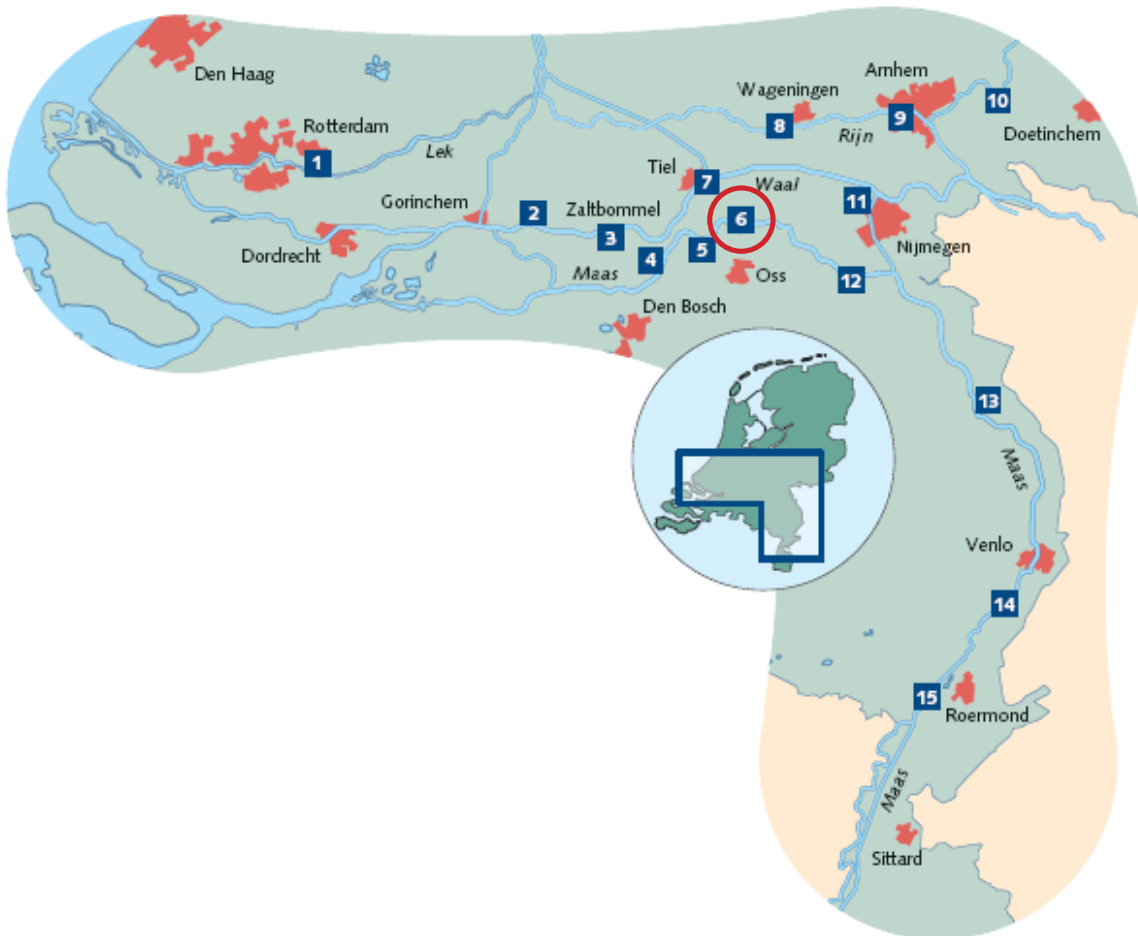 Den Haag
Rotterdam
1
Lek
Wageningen
8
Arnhem
9
Rijn
10
Doetinchem
Tiel
7
Waal
Gorinchem
2
Zaltbommel
3
6
11
Nijmegen
Dordrecht
Maas
4
5
Oss
12
Den Bosch
13
Maas
Venlo
14
15
Roermond
Maas
Sittard